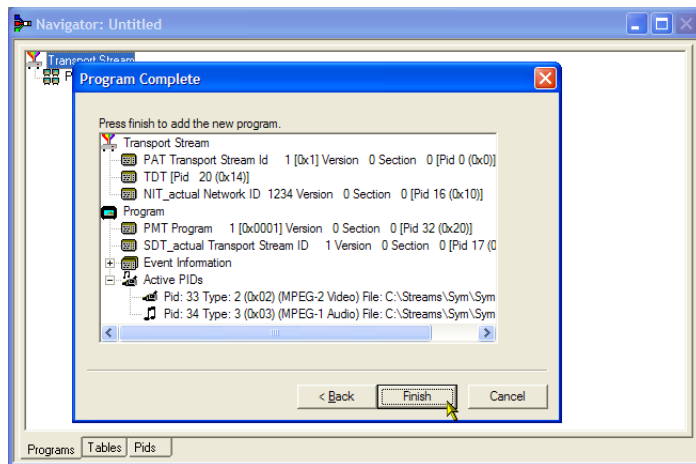 Navigator: Untitled
Transport Stream
P
Program Complete
Press finish to add the new program.
Transport Stream
PAT Transport Stream Id 1 [0x1] Version 0 Section 0 [Pid 0 (0x0)]
TDT [Pid 20 (0x14)]
NIT_actual Network ID 1234 Version 0 Section 0 [Pid 16 (0x10)]
Program
PMT Program 1 [0x0001] Version 0 Section 0 [Pid 32 (0x20)]
SDT_actual Transport Stream ID 1 Version 0 Section 0 [Pid 17 (0
Event Information
Active PIDs
Pid: 33 Type: 2 (0x02) (MPEG-2 Video) File: C:\Streams\Sym\Sym
Pid: 34 Type: 3 (0x03) (MPEG-1 Audio) File: C:\Streams\Sym\Sym
< Back Finish Cancel
Programs Tables Pids